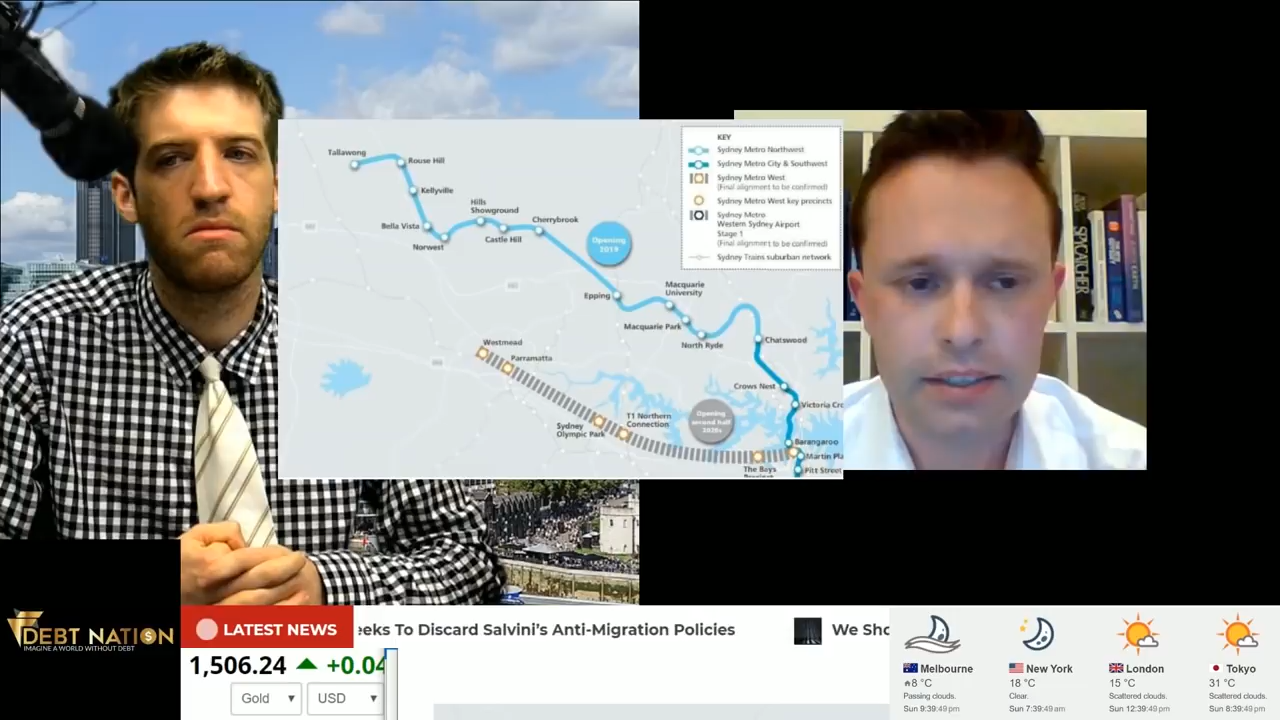 KEY
Sydney Metro Northwest
Sydney Metro City & Southwest
Sydney Metro West
(Final alignment to be confirmed)
Sydney Metro West key precincts
Sydney Metro
Western Sydney Airport
Stage 1
(Final alignment to be confirmed)
Sydney Trains suburban network
Tallawong
Rouse Hill
Kellyville
Hills
Showground
Bella Vista
Cherrybrook
Norwest
Castle Hill
Opening
2019
Epping
Macquarie
University
Macquarie Park
North Ryde
Chatswood
Westmead
Parramatta
Crows Nest
Victoria Cro
Sydney
Olympic Park
T1 Northern
Connection
Opening
second half
2020s
Barangaroo
Martin Pla
The Bays
Precinct
Pitt Street
SPYCATCHER
DEBT NATION
IMAGINE A WORLD WITHOUT DEBT
LATEST NEWS
eeks To Discard Salvini's Anti-Migration Policies
We Sho
1,506.24 +0.04
Gold
USD
Melbourne
8 °C
Passing clouds.
Sun 9:39:49 pm
New York
18 °C
Clear.
Sun 7:39:49 am
London
15 °C
Scattered clouds.
Sun 12:39:49 pm
Tokyo
31 °C
Scattered clouds.
Sun 8:39:49 pm